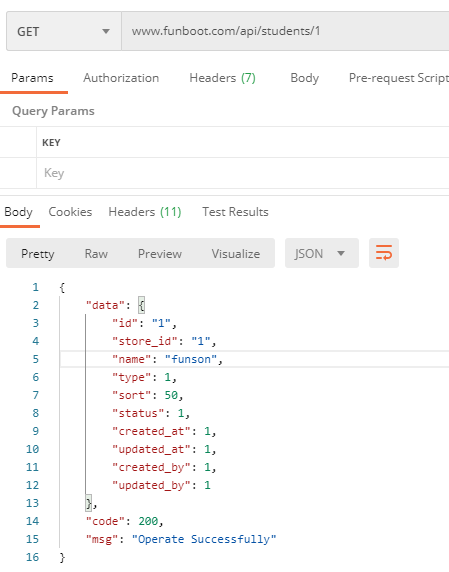 GET www.funboot.com/api/students/1
Params Authorization Headers (7) Body Pre-request Script
Query Params
KEY
Key
Body Cookies Headers (11) Test Results
Pretty Raw Preview Visualize JSON
1 {
2 "data": {
3 "id": "1",
4 "store_id": "1",
5 "name": "funson",
6 "type": 1,
7 "sort": 50,
8 "status": 1,
9 "created_at": 1,
10 "updated_at": 1,
11 "created_by": 1,
12 "updated_by": 1
13 },
14 "code": 200,
15 "msg": "Operate Successfully"
16 }